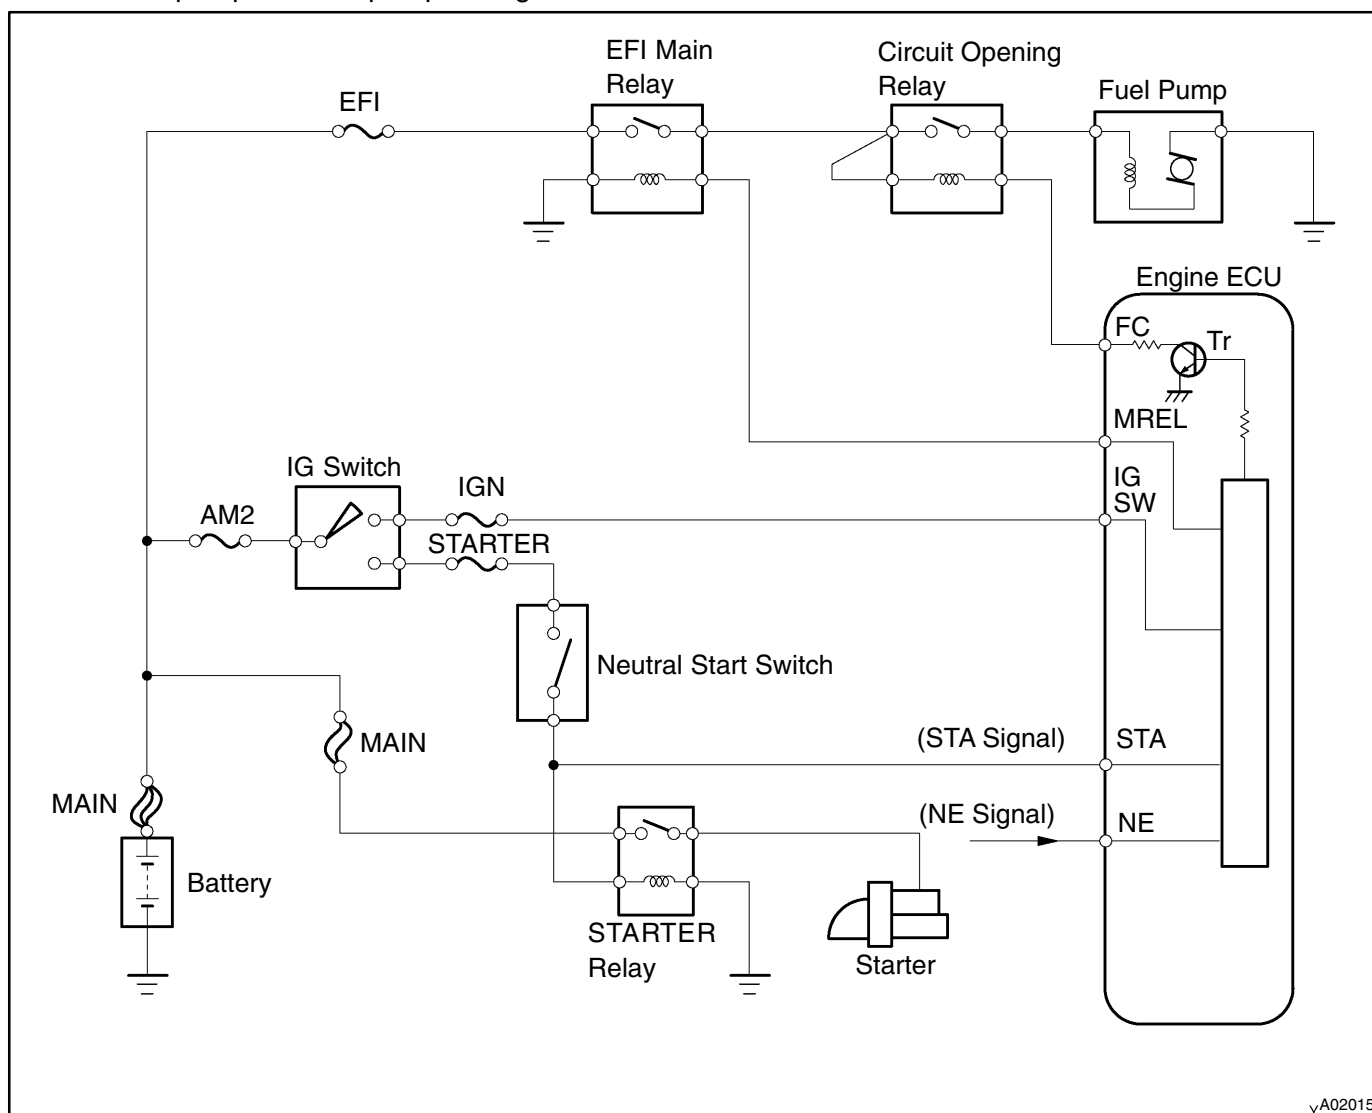 EFI Main
Relay
Circuit Opening
Relay
Fuel Pump
EFI
Engine ECU
FC
Tr
MREL
IG
SW
IG Switch
IGN
AM2
STARTER
Neutral Start Switch
(STA Signal)
STA
MAIN
MAIN
(NE Signal)
NE
Battery
STARTER
Relay
Starter
A02015